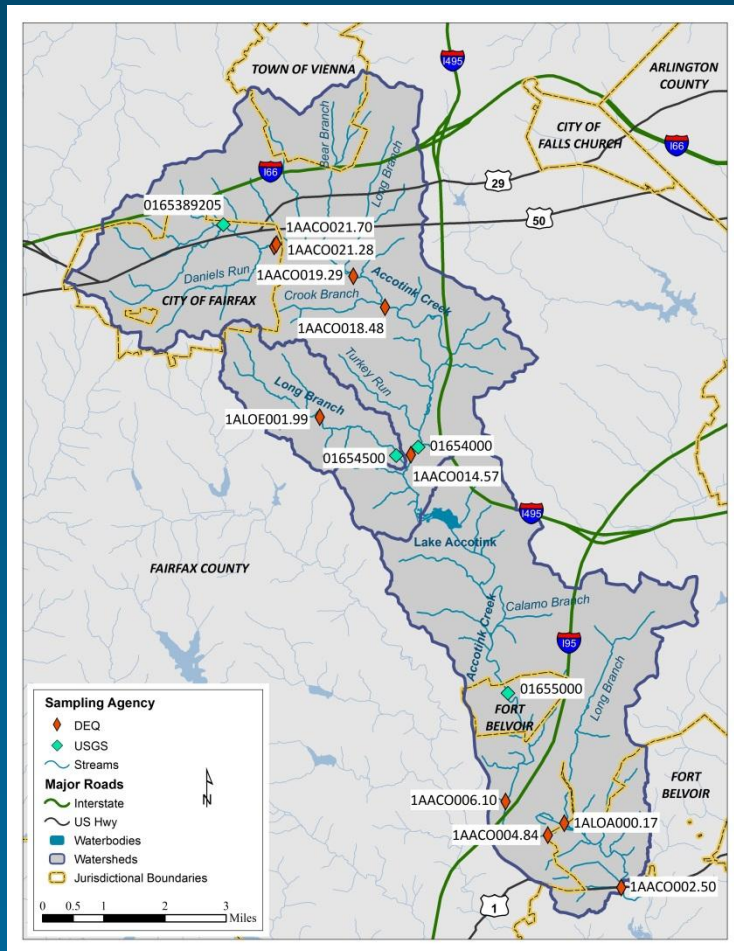 I495
TOWN OF VIENNA
ARLINGTON
COUNTY
CITY OF
FALLS CHURCH
I66
Bear Branch
Long Branch
I66
29
50
0165389205
1AACO021.70
1AACO021.28
Daniels Run
1AACO019.29
Accotink Creek
CITY OF FAIRFAX
Crook Branch
1AACO018.48
Turkey Run
Long Branch
1ALOE001.99
01654000
01654500
1AACO014.57
I495
Lake Accotink
FAIRFAX COUNTY
Calamo Branch
Accotink Creek
I95
Long Branch
01655000
FORT
BELVOIR
FORT
BELVOIR
1AACO006.10
1ALOA000.17
1AACO004.84
1AACO002.50
1
Sampling Agency
DEQ
USGS
Streams
Major Roads
N
Interstate
US Hwy
Waterbodies
Watersheds
Jurisdictional Boundaries
0 0.5 1 2 3
Miles